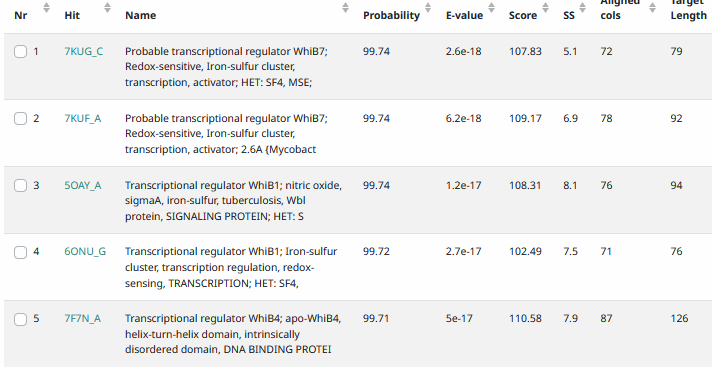 Nr Hit Name Probability E-value Score SS Aligned cols Target Length
1 7KUG_C Probable transcriptional regulator WhiB7; 99.74 2.6e-18 107.83 5.1 72 79
Redox-sensitive, Iron-sulfur cluster,
transcription, activator; HET: SF4, MSE;
2 7KUF_A Probable transcriptional regulator WhiB7; 99.74 6.2e-18 109.17 6.9 78 92
Redox-sensitive, Iron-sulfur cluster,
transcription, activator; 2.6A {Mycobact
3 5OAY_A Transcriptional regulator WhiB1; nitric oxide, 99.74 1.2e-17 108.31 8.1 76 94
sigmaA, iron-sulfur, tuberculosis, Wbl
protein, SIGNALING PROTEIN; HET: S
4 6ONU_G Transcriptional regulator WhiB1; Iron-sulfur 99.72 2.7e-17 102.49 7.5 71 76
cluster, transcription regulation, redox-
sensing, TRANSCRIPTION; HET: SF4,
5 7F7N_A Transcriptional regulator WhiB4; apo-WhiB4, 99.71 5e-17 110.58 7.9 87 126
helix-turn-helix domain, intrinsically
disordered domain, DNA BINDING PROTEI